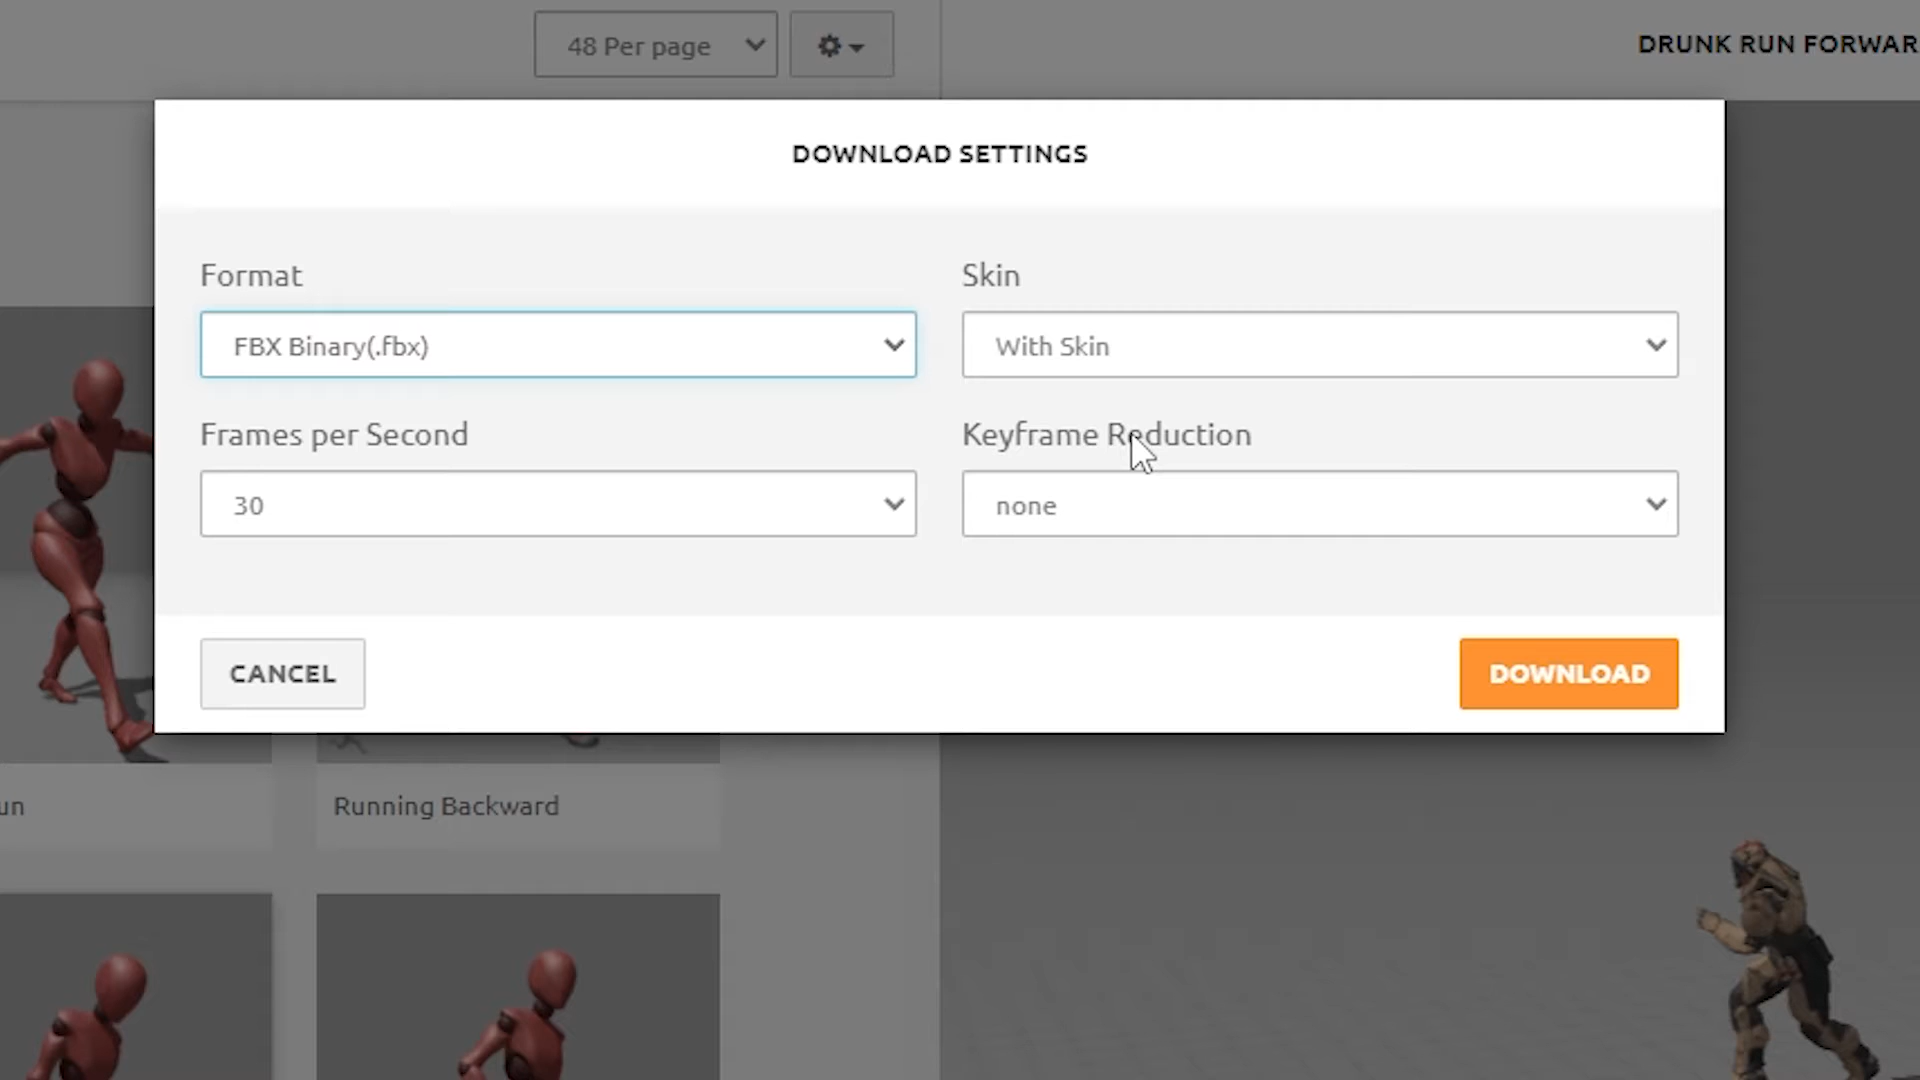 48 Per page
DRUNK RUN FORWAR
DOWNLOAD SETTINGS
Format
Skin
FBX Binary(.fbx)
With Skin
Frames per Second
Keyframe Reduction
30
none
CANCEL
DOWNLOAD
un
Running Backward